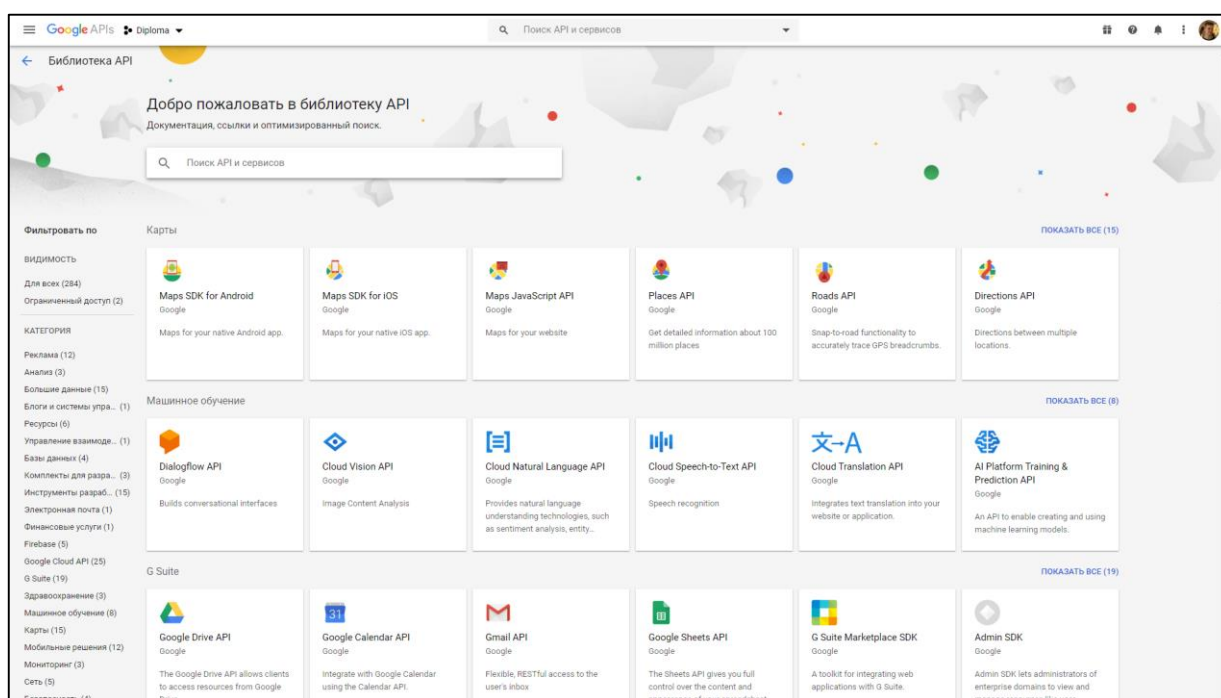 Google APIs Diploma
Поиск API и сервисов
Библиотека API
Добро пожаловать в библиотеку API
Документация, ссылки и оптимизированный поиск.
Поиск API и сервисов
Фильтровать по
ВИДИМОСТЬ
Для всех (284)
Ограниченный доступ (2)
КАТЕГОРИЯ
Реклама (12)
Анализ (3)
Большие данные (15)
Блоги и системы упра... (1)
Ресурсы (6)
Управление взаимоде... (1)
Базы данных (4)
Комплекты для разра... (3)
Инструменты разраб... (15)
Электронная почта (1)
Финансовые услуги (1)
Firebase (5)
Google Cloud API (25)
G Suite (19)
Здравоохранение (3)
Машинное обучение (8)
Карты (15)
Мобильные решения (12)
Мониторинг (3)
Сеть (5)
Карты
ПОКАЗАТЬ ВСЕ (15)
Maps SDK for Android
Google
Maps for your native Android app.
Maps SDK for iOS
Google
Maps for your native iOS app.
Maps JavaScript API
Google
Maps for your website
Places API
Google
Get detailed information about 100
million places
Roads API
Google
Snap-to-road functionality to
accurately trace GPS breadcrumbs.
Directions API
Google
Directions between multiple
locations.
Машинное обучение
ПОКАЗАТЬ ВСЕ (8)
Dialogflow API
Google
Builds conversational interfaces
Cloud Vision API
Google
Image Content Analysis
Cloud Natural Language API
Google
Provides natural language
understanding technologies, such
as sentiment analysis, entity...
Cloud Speech-to-Text API
Google
Speech recognition
文→A
Cloud Translation API
Google
Integrates text translation into your
website or application.
AI Platform Training &
Prediction API
Google
An API to enable creating and using
machine learning models.
G Suite
ПОКАЗАТЬ ВСЕ (19)
Google Drive API
Google
The Google Drive API allows clients
to access resources from Google
31
Google Calendar API
Google
Integrate with Google Calendar
using the Calendar API.
Gmail API
Google
Flexible, RESTful access to the
user's inbox
Google Sheets API
Google
The Sheets API gives you full
control over the content and
G Suite Marketplace SDK
Google
A toolkit for integrating web
applications with G Suite.
Admin SDK
Google
Admin SDK lets administrators of
enterprise domains to view and